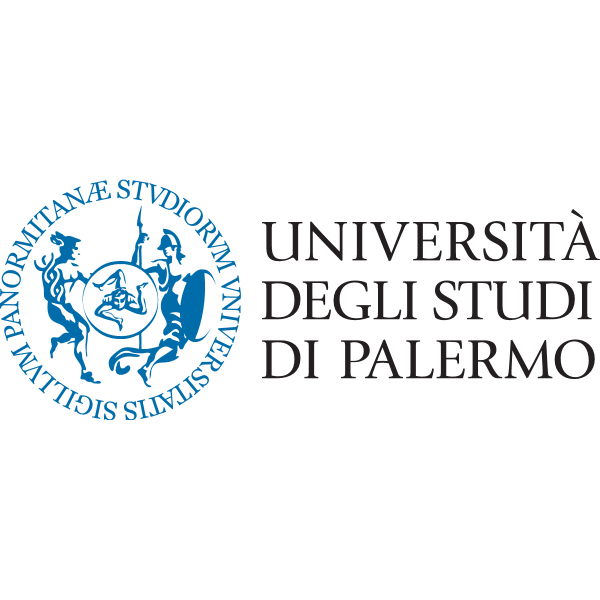 SIGILLVM PANORMITANÆ STVDIORVM VNIVERSITATIS
UNIVERSITÀ
DEGLI STUDI
DI PALERMO